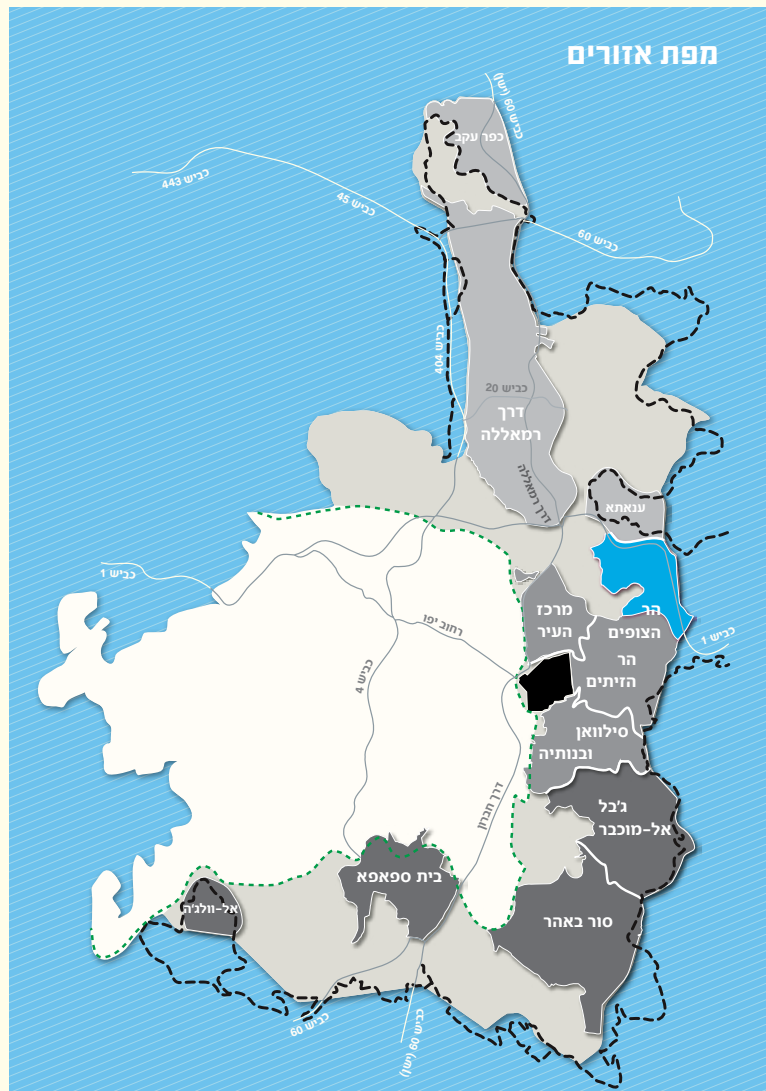 מפת אזורים
כביש 60 (ישן)
כפר עקב
כביש 443
כביש 45
כביש 60
כביש 404
כביש 20
דרך
רמאללה
דרך רמאללה
ענאתא
כביש 1
הר
הצופים
מרכז
העיר
רחוב יפו
כביש 1
הר
הזיתים
כביש 4
סילוואן
ובנותיה
דרך חברון
ג'בל
אל-מוכבר
בית ספאפא
אל-וולג'ה
סור באהר
כביש 60
כביש 60 (ישן)